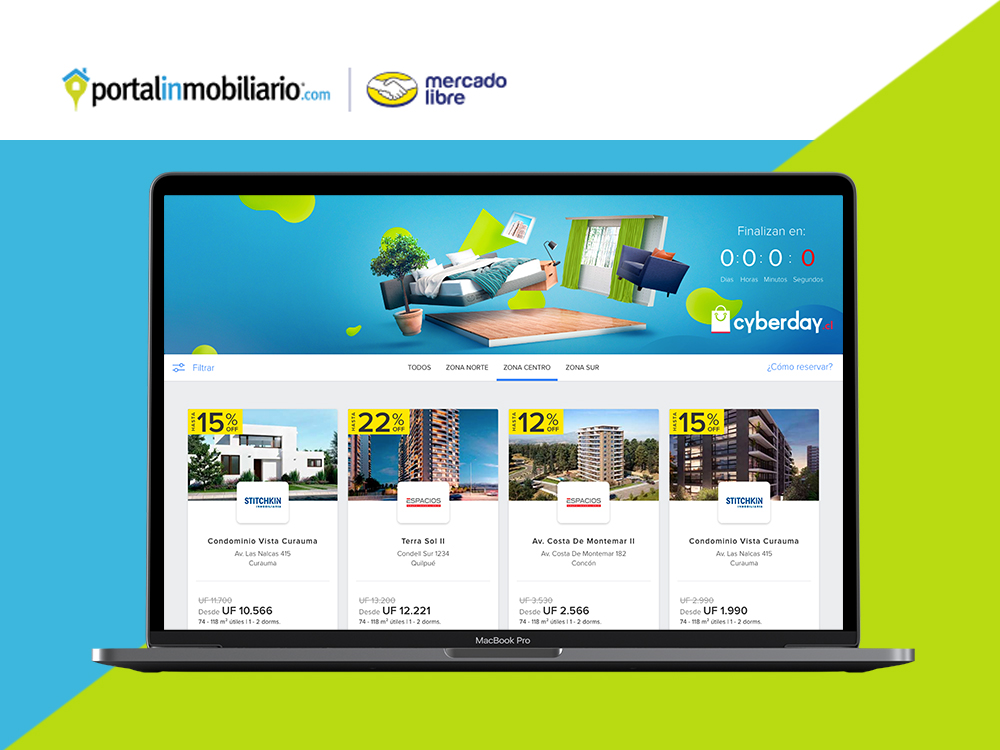 portalinmobiliario.com
mercado
libre
Finalizan en:
0 : 0 : 0 : 0
Dias Horas Minutos Segundos
cyberday.cl
Filtrar
TODOS ZONA NORTE ZONA CENTRO ZONA SUR
¿Cómo reservar?
HASTA 15% OFF
HASTA 22% OFF
HASTA 12% OFF
HASTA 15% OFF
STITCHKIN
INMOBILIARIA
ESPACIOS
ESPACIOS
STITCHKIN
INMOBILIARIA
Condominio Vista Curauma
Av. Las Nalcas 415
Curauma
UF 11.700
Desde UF 10.566
74 - 118 m² útiles | 1 - 2 dorms.
Terra Sol II
Condell Sur 1234
Quilpué
UF 13.200
Desde UF 12.221
74 - 118 m² útiles | 1 - 2 dorms.
Av. Costa De Montemar II
Av. Costa De Montemar 182
Concón
UF 3.530
Desde UF 2.566
74 - 118 m² útiles | 1 - 2 dorms.
Condominio Vista Curauma
Av. Las Nalcas 415
Curauma
UF 2.990
Desde UF 1.990
74 - 118 m² útiles | 1 - 2 dorms.
MacBook Pro